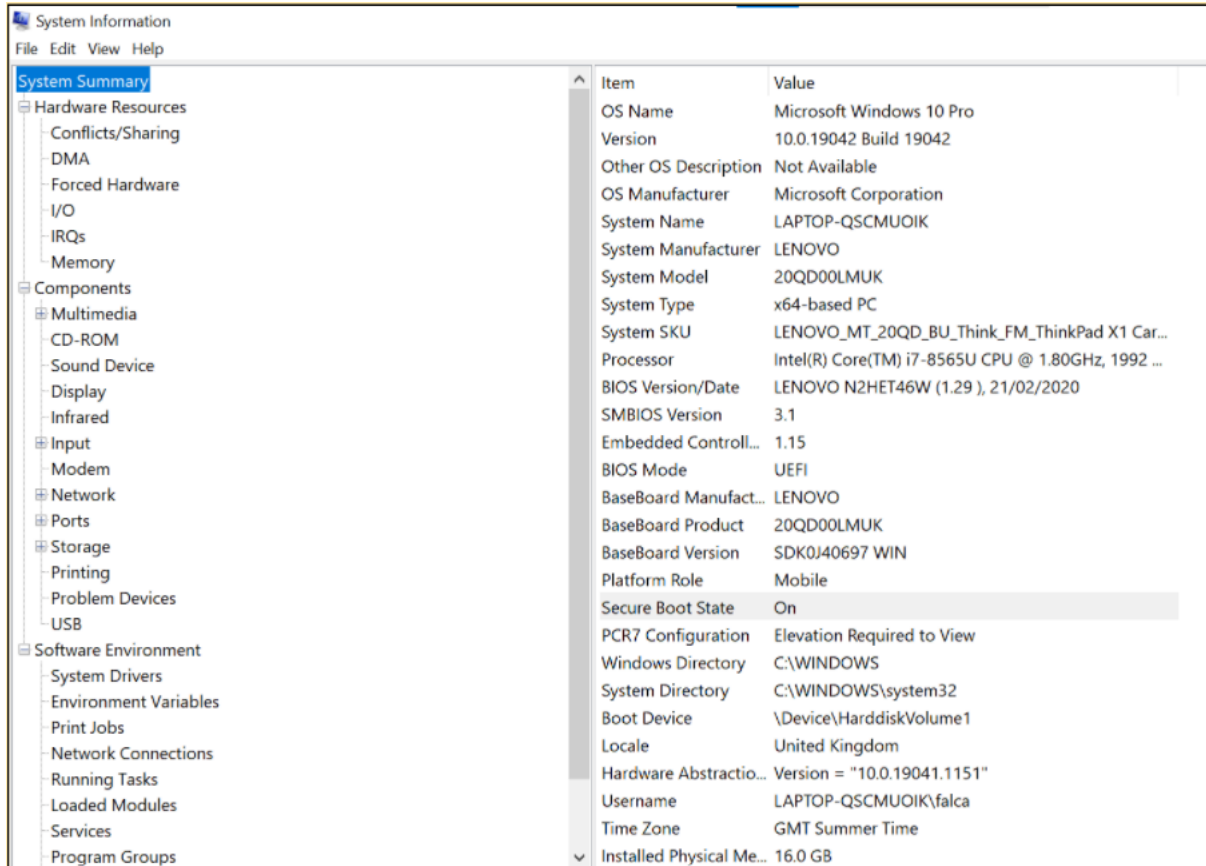 System Information
File Edit View Help
System Summary
Hardware Resources
Conflicts/Sharing
DMA
Forced Hardware
I/O
IRQs
Memory
Components
Multimedia
CD-ROM
Sound Device
Display
Infrared
Input
Modem
Network
Ports
Storage
Printing
Problem Devices
USB
Software Environment
System Drivers
Environment Variables
Print Jobs
Network Connections
Running Tasks
Loaded Modules
Services
Program Groups
Item Value
OS Name Microsoft Windows 10 Pro
Version 10.0.19042 Build 19042
Other OS Description Not Available
OS Manufacturer Microsoft Corporation
System Name LAPTOP-QSCMUOIK
System Manufacturer LENOVO
System Model 20QD00LMUK
System Type x64-based PC
System SKU LENOVO_MT_20QD_BU_Think_FM_ThinkPad X1 Car...
Processor Intel(R) Core(TM) i7-8565U CPU @ 1.80GHz, 1992 ...
BIOS Version/Date LENOVO N2HET46W (1.29 ), 21/02/2020
SMBIOS Version 3.1
Embedded Controll... 1.15
BIOS Mode UEFI
BaseBoard Manufact... LENOVO
BaseBoard Product 20QD00LMUK
BaseBoard Version SDK0J40697 WIN
Platform Role Mobile
Secure Boot State On
PCR7 Configuration Elevation Required to View
Windows Directory C:\WINDOWS
System Directory C:\WINDOWS\system32
Boot Device \Device\HarddiskVolume1
Locale United Kingdom
Hardware Abstractio... Version = "10.0.19041.1151"
Username LAPTOP-QSCMUOIK\falca
Time Zone GMT Summer Time
Installed Physical Me... 16.0 GB